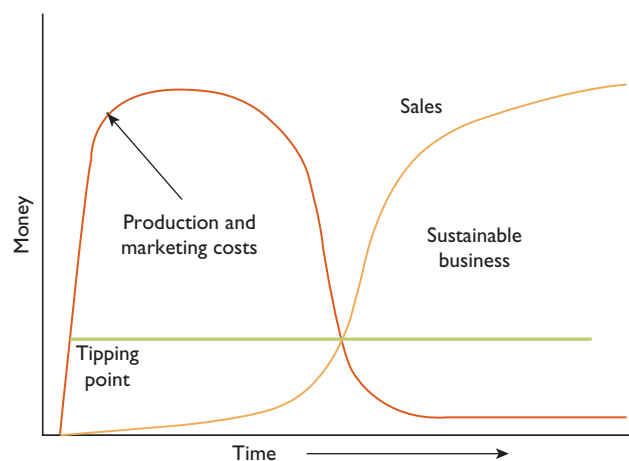 Sales
Production and
marketing costs
Sustainable
business
Money
Tipping
point
Time